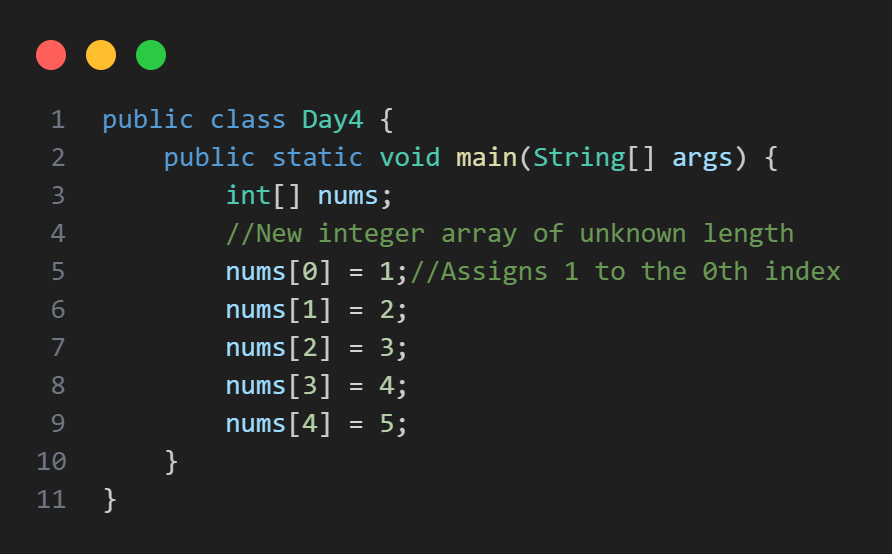 1 public class Day4 {
2 public static void main(String[] args) {
3 int[] nums;
4 //New integer array of unknown length
5 nums[0] = 1;//Assigns 1 to the 0th index
6 nums[1] = 2;
7 nums[2] = 3;
8 nums[3] = 4;
9 nums[4] = 5;
10 }
11 }